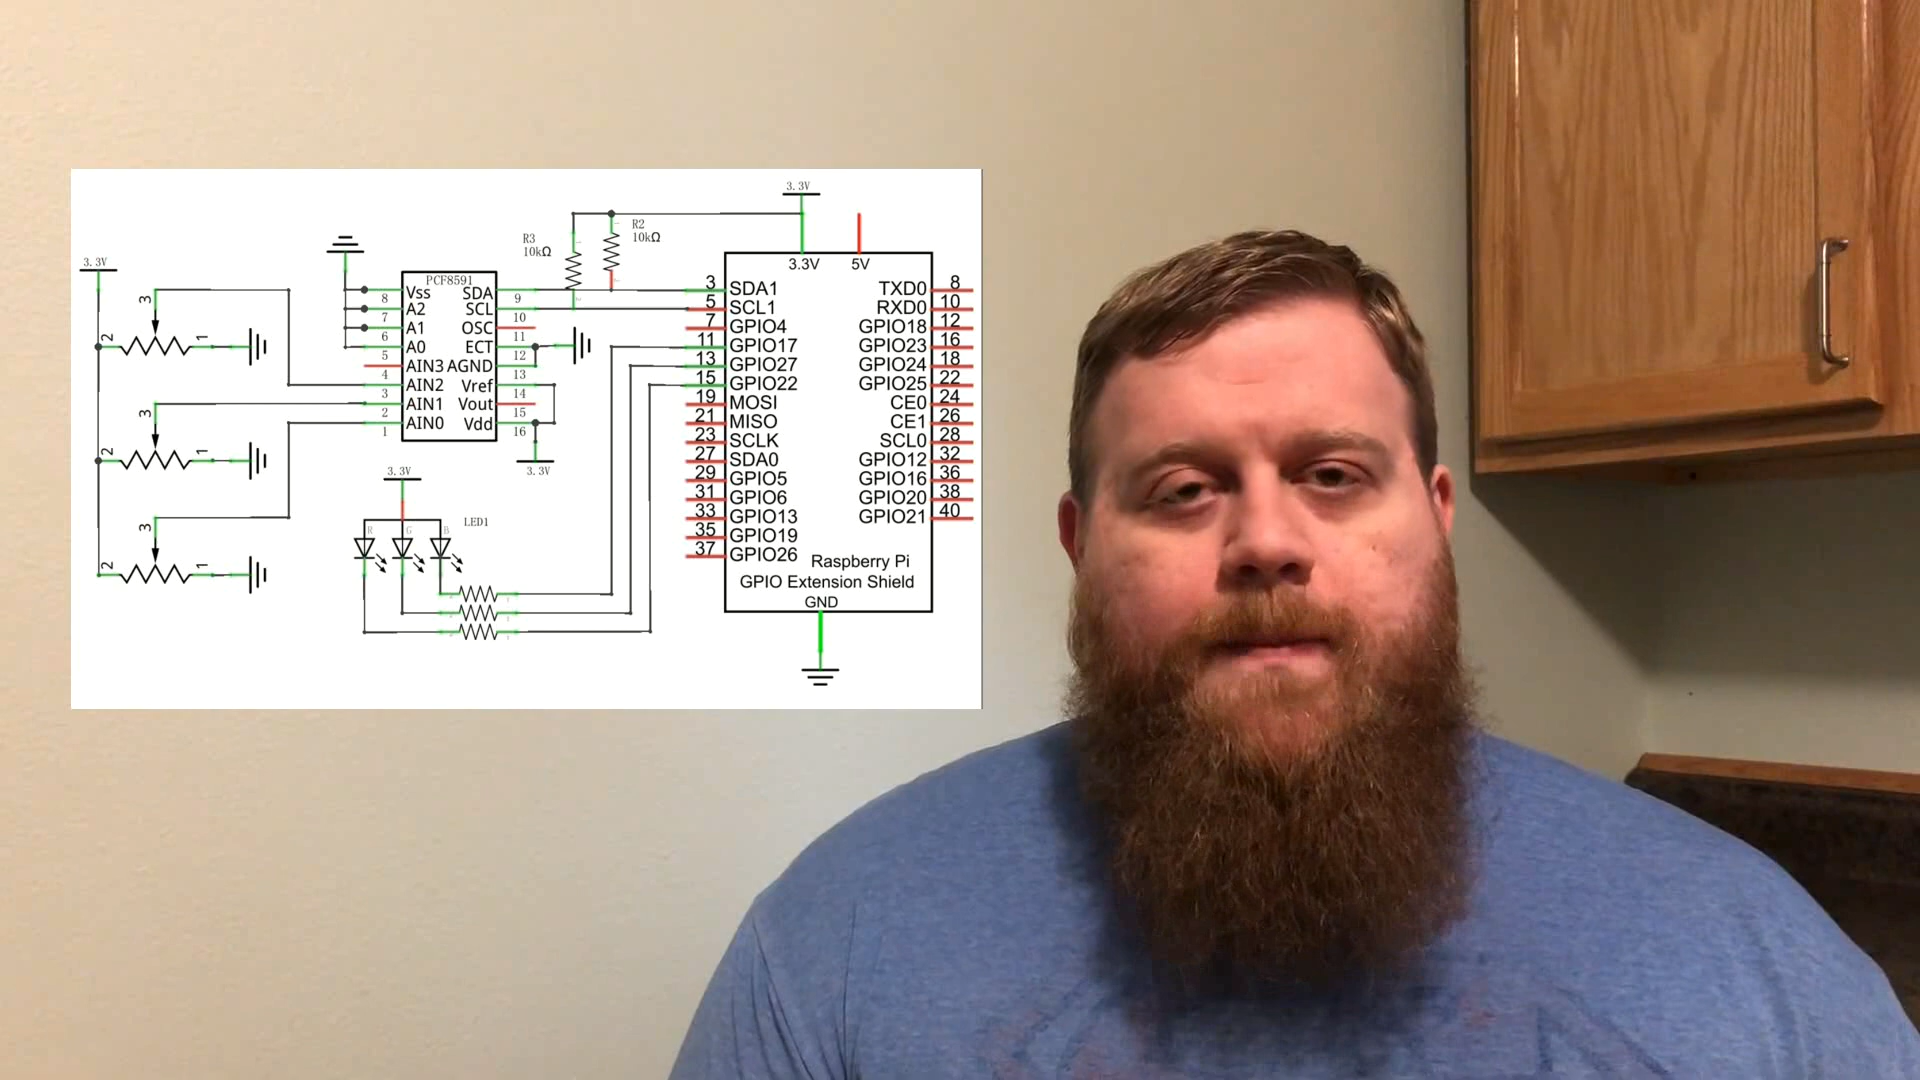 3.3V
3.3V
5V
3.3V
R3
10kΩ
R2
10kΩ
3.3V
PCF8591
Vss
A2
A1
A0
AIN3
AIN2
AIN1
AIN0
8
7
6
5
4
3
2
1
SDA
SCL
OSC
ECT
AGND
Vref
Vout
Vdd
9
10
11
12
13
14
15
16
3.3V
3
2
1
3
2
1
3
2
1
3.3V
LED1
R
G
B
3 SDA1
5 SCL1
7 GPIO4
11 GPIO17
13 GPIO27
15 GPIO22
19 MOSI
21 MISO
23 SCLK
27 SDA0
29 GPIO5
31 GPIO6
33 GPIO13
35 GPIO19
37 GPIO26
TXD0 8
RXD0 10
GPIO18 12
GPIO23 16
GPIO24 18
GPIO25 22
CE0 24
CE1 26
SCL0 28
GPIO12 32
GPIO16 36
GPIO20 38
GPIO21 40
Raspberry Pi
GPIO Extension Shield
GND